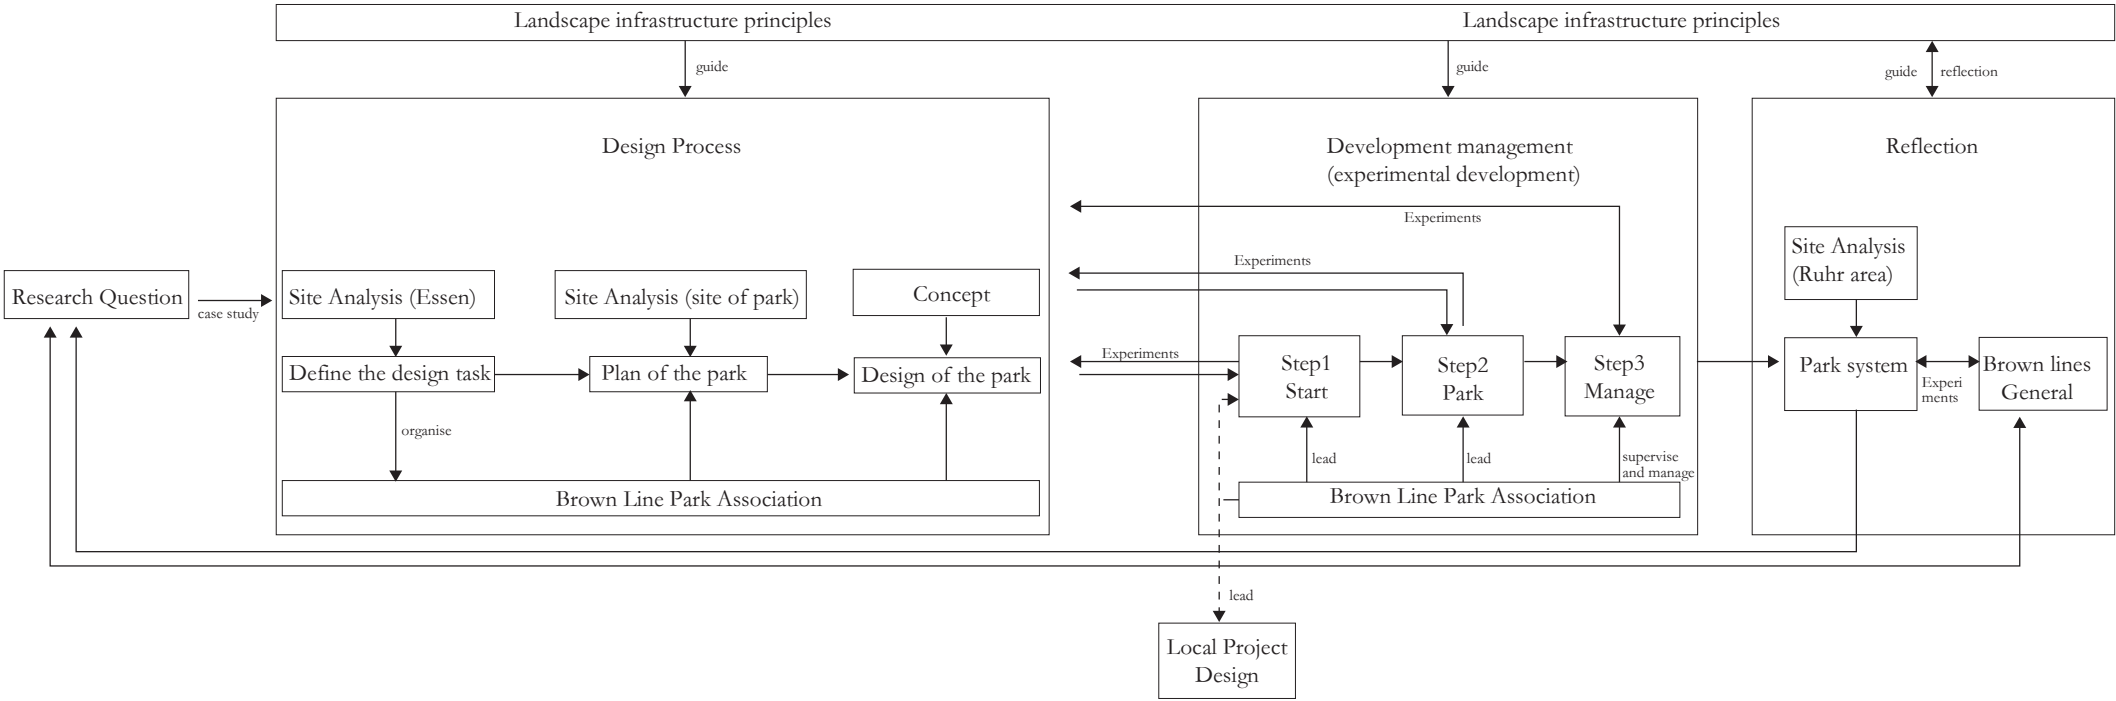 Landscape infrastructure principles
Landscape infrastructure principles
guide
guide
guide
reflection
Design Process
Development management
(experimental development)
Reflection
Experiments
Experiments
Experiments
Research Question
case study
Site Analysis (Essen)
Site Analysis (site of park)
Concept
Define the design task
Plan of the park
Design of the park
organise
Brown Line Park Association
Step1
Start
Step2
Park
Step3
Manage
lead
lead
supervise
and manage
Brown Line Park Association
Site Analysis
(Ruhr area)
Park system
Experi
ments
Brown lines
General
lead
Local Project
Design